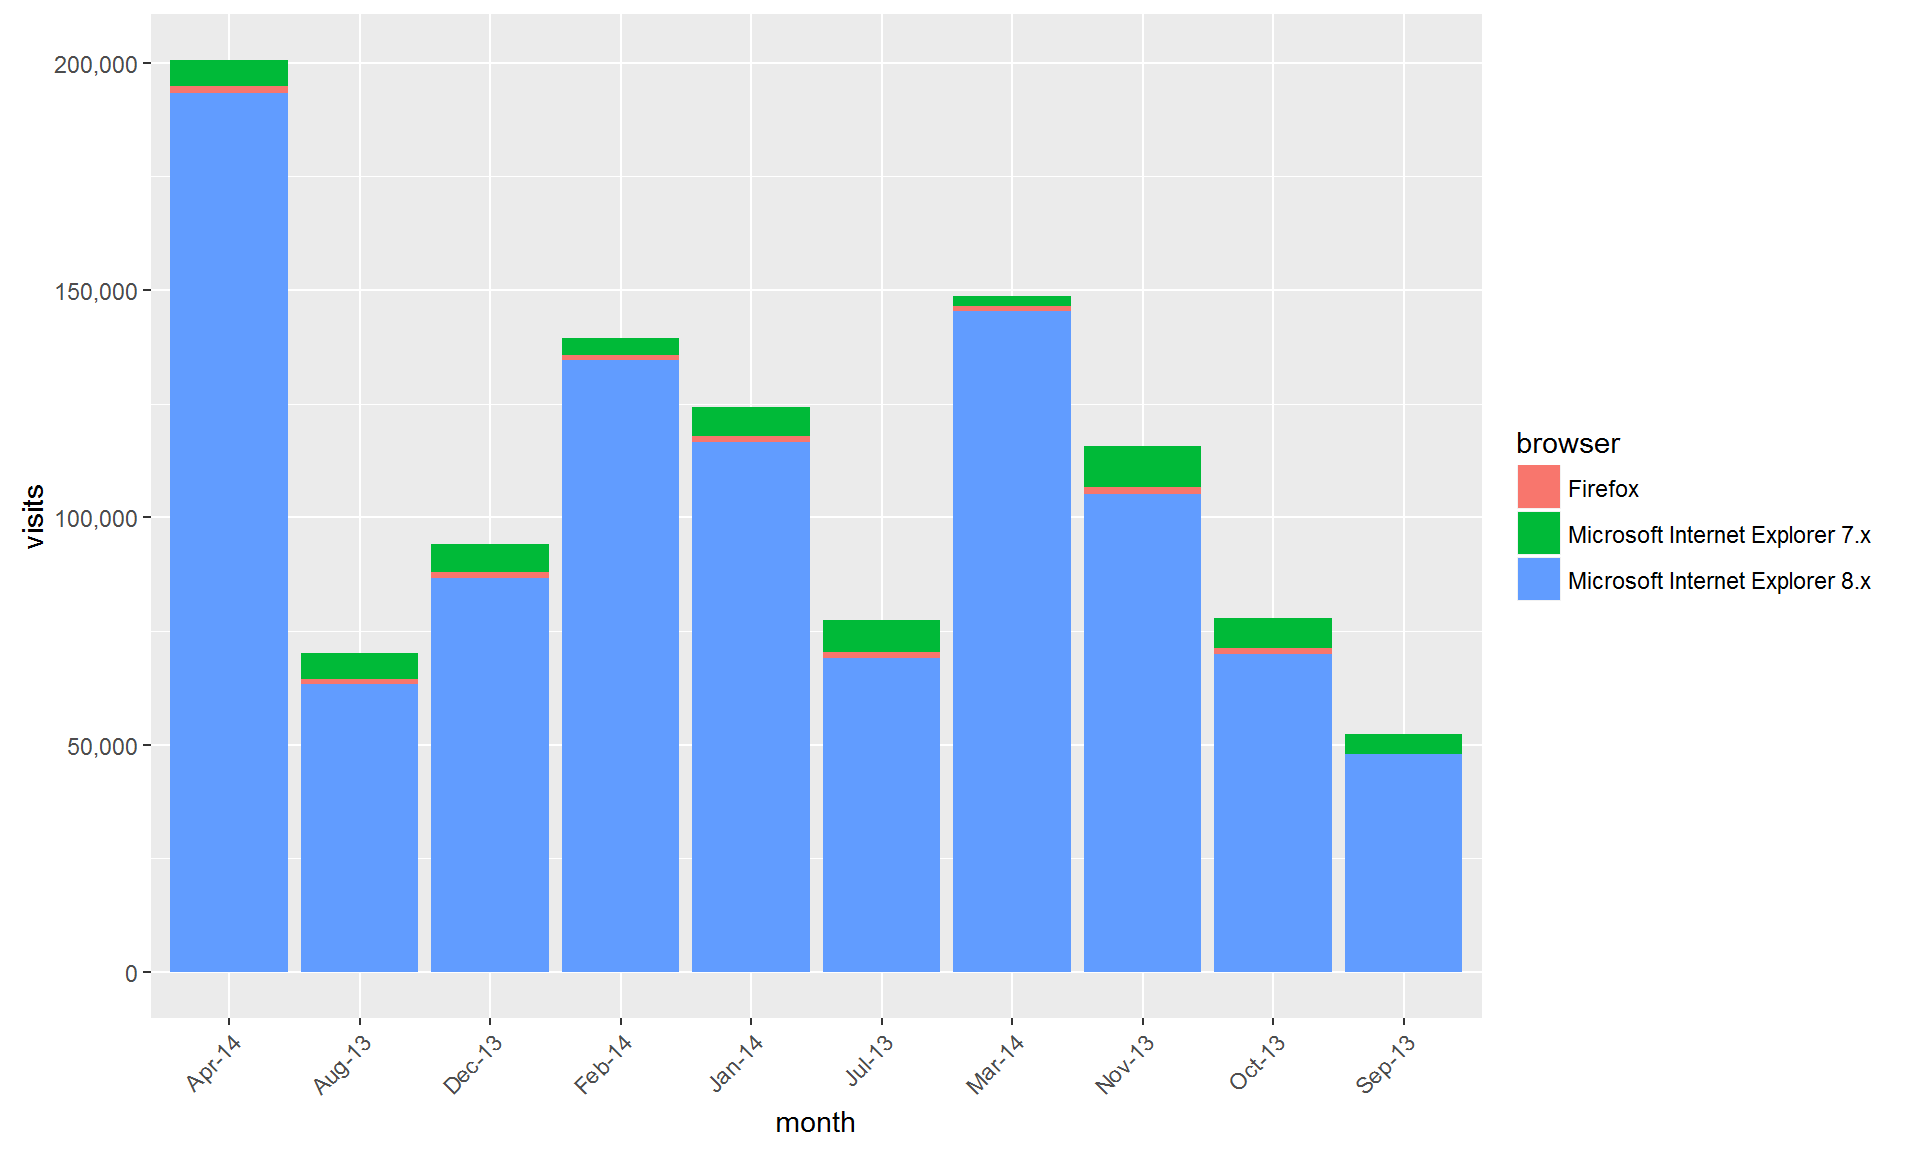 visits
200,000
150,000
100,000
50,000
0
Apr-14
Aug-13
Dec-13
Feb-14
Jan-14
Jul-13
Mar-14
Nov-13
Oct-13
Sep-13
month
browser
Firefox
Microsoft Internet Explorer 7.x
Microsoft Internet Explorer 8.x